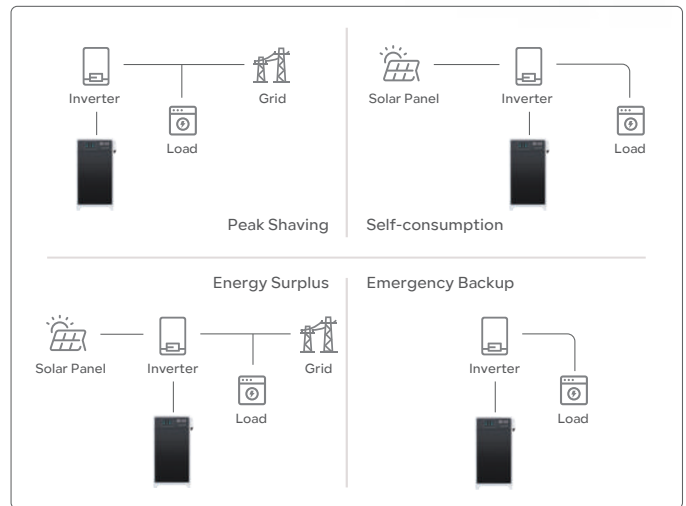 Inverter
Grid
Load
Peak Shaving
Solar Panel
Inverter
Load
Self-consumption
Energy Surplus
Solar Panel
Inverter
Grid
Load
Emergency Backup
Inverter
Load